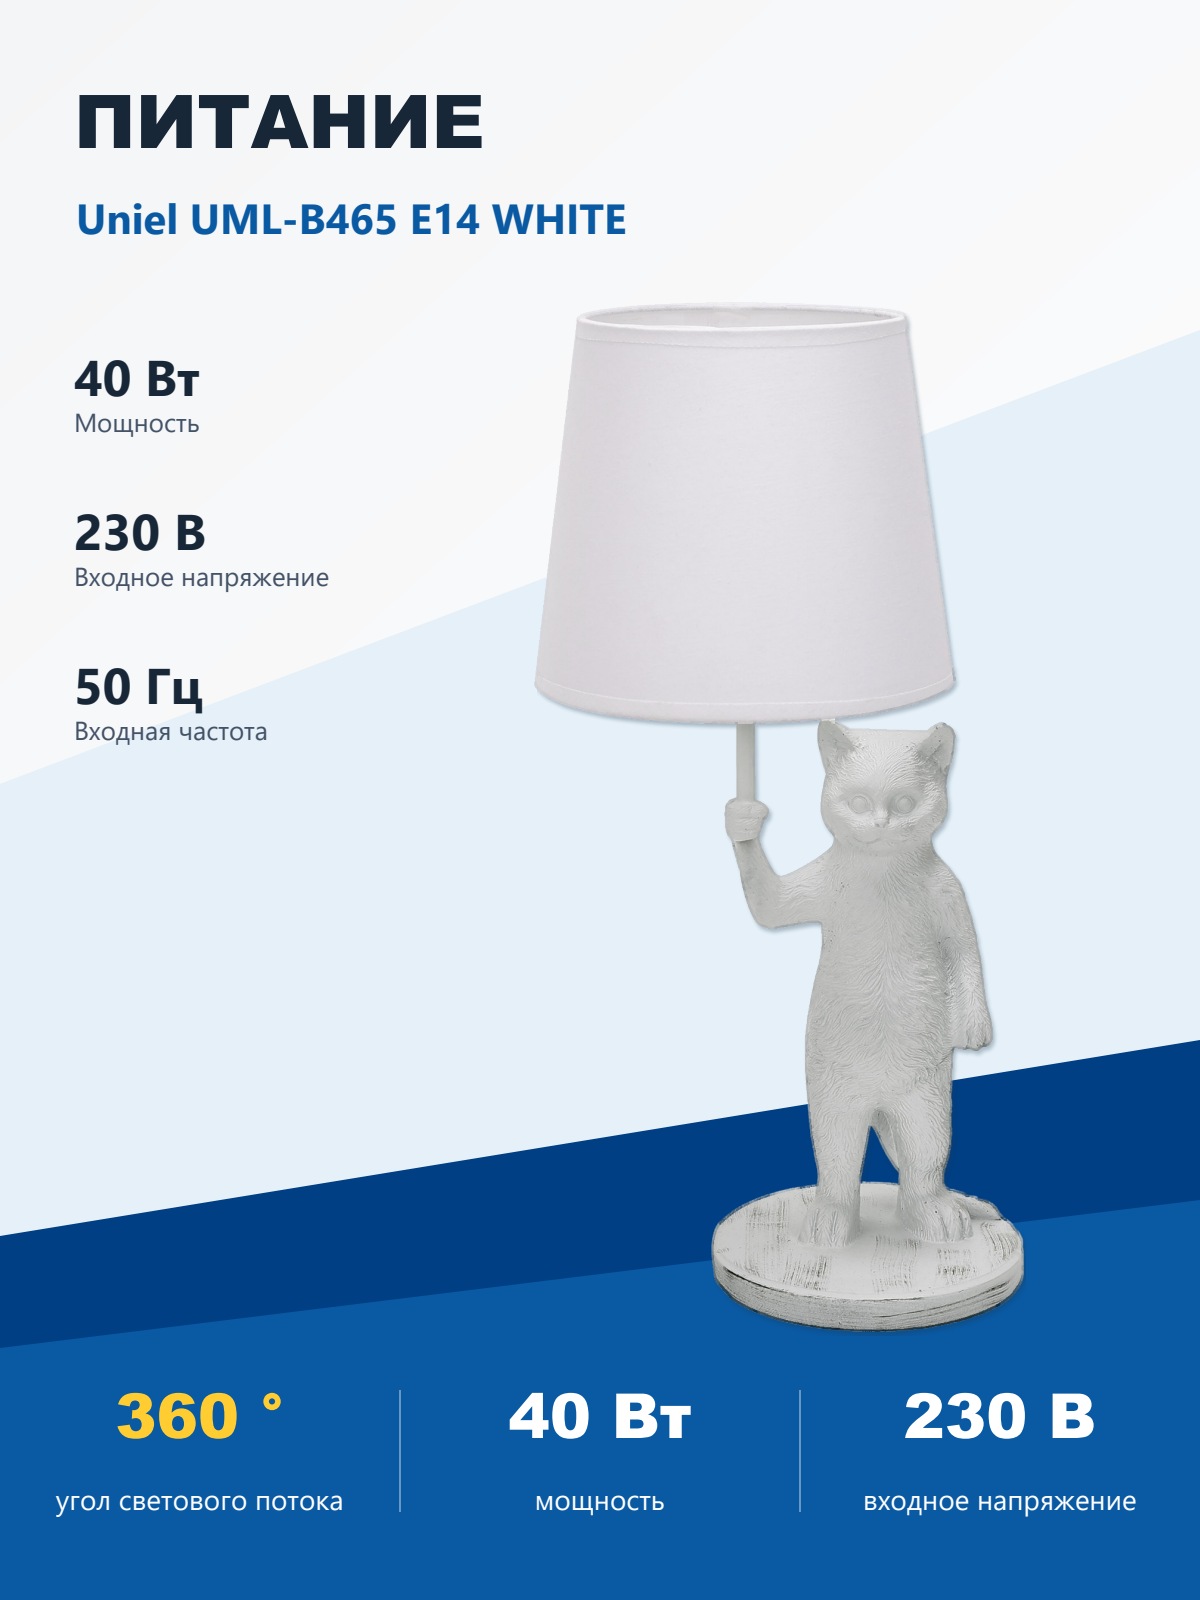 ПИТАНИЕ
Uniel UML-B465 E14 WHITE
40 Вт
Мощность
230 В
Входное напряжение
50 Гц
Входная частота
360 °
угол светового потока
40 Вт
мощность
230 В
входное напряжение